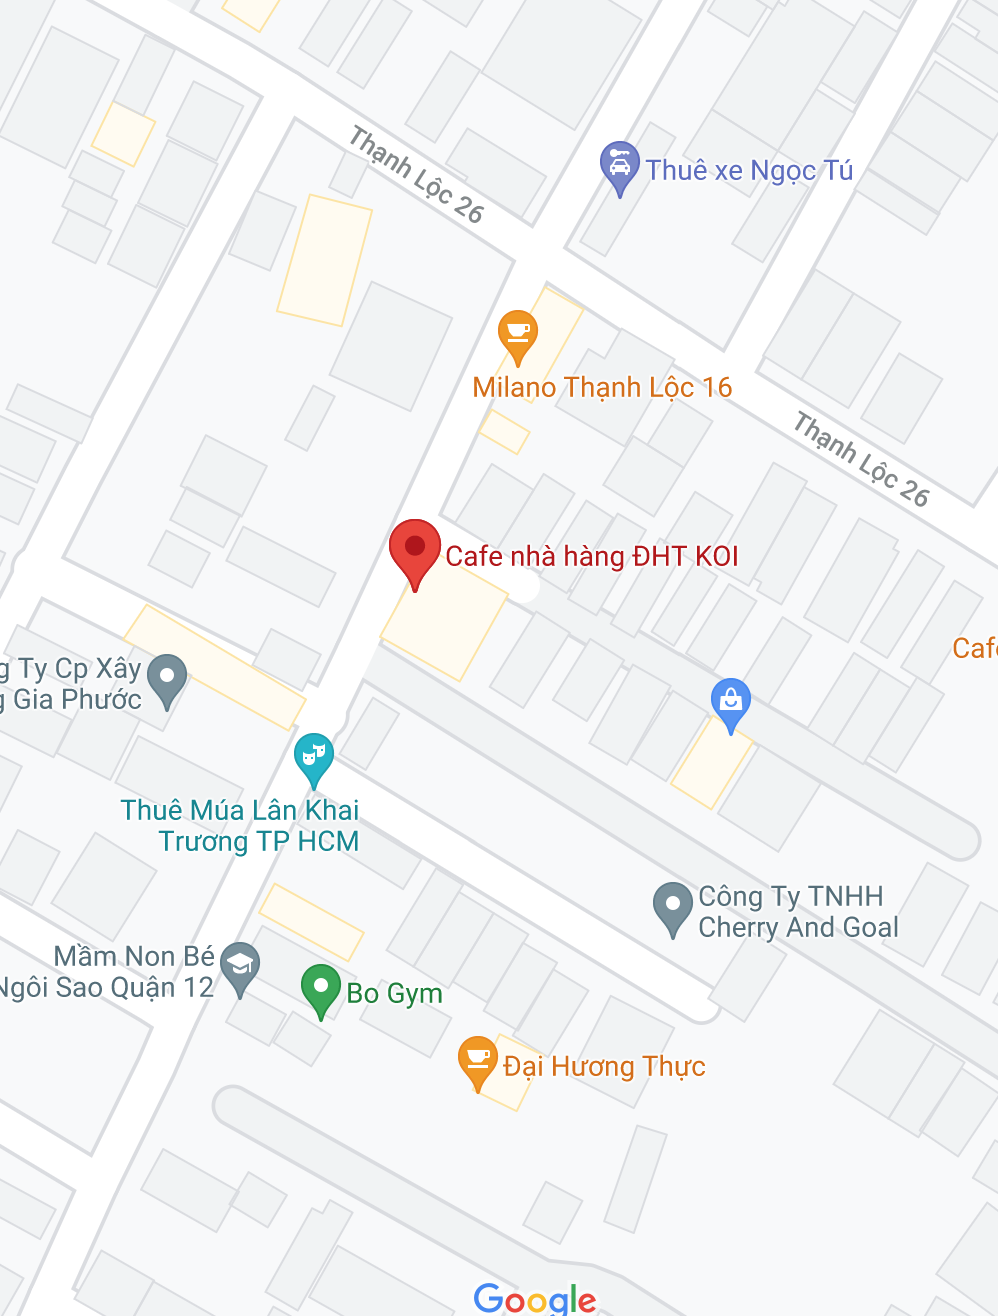 Thạnh Lộc 26
Thuê xe Ngọc Tú
Milano Thạnh Lộc 16
Thạnh Lộc 26
Cafe nhà hàng ĐHT KOI
Cafe
g Ty Cp Xây
g Gia Phước
Thuê Múa Lân Khai
Trương TP HCM
Công Ty TNHH
Cherry And Goal
Mầm Non Bé
Ngôi Sao Quận 12
Bo Gym
Đại Hương Thực
Google